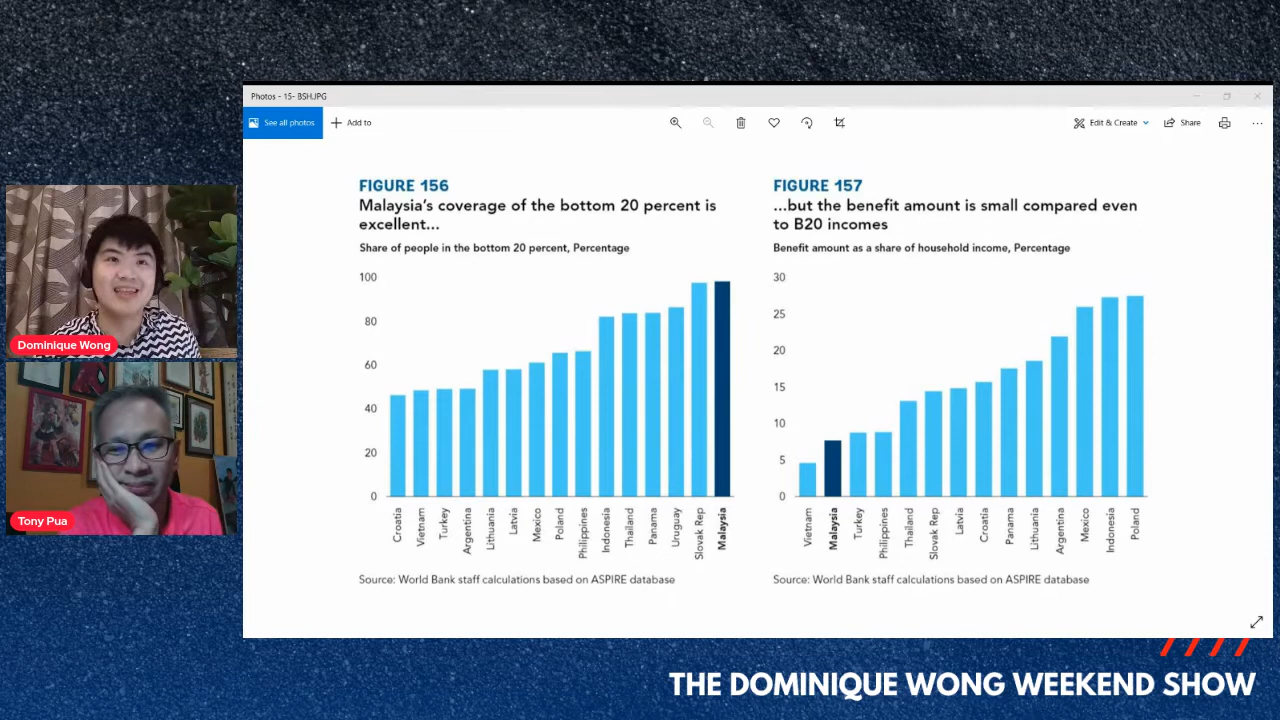 Photos - 15- BSH.JPG
See all photos
Add to
Edit & Create
Share
FIGURE 156
Malaysia's coverage of the bottom 20 percent is
excellent...
Share of people in the bottom 20 percent, Percentage
100
80
60
40
20
0
Croatia
Vietnam
Turkey
Argentina
Lithuania
Latvia
Mexico
Poland
Philippines
Indonesia
Thailand
Panama
Uruguay
Slovak Rep
Malaysia
Source: World Bank staff calculations based on ASPIRE database
FIGURE 157
...but the benefit amount is small compared even
to B20 incomes
Benefit amount as a share of household income, Percentage
30
25
20
15
10
5
0
Vietnam
Malaysia
Turkey
Philippines
Thailand
Slovak Rep
Latvia
Croatia
Panama
Lithuania
Argentina
Mexico
Indonesia
Poland
Source: World Bank staff calculations based on ASPIRE database
Dominique Wong
Tony Pua
THE DOMINIQUE WONG WEEKEND SHOW